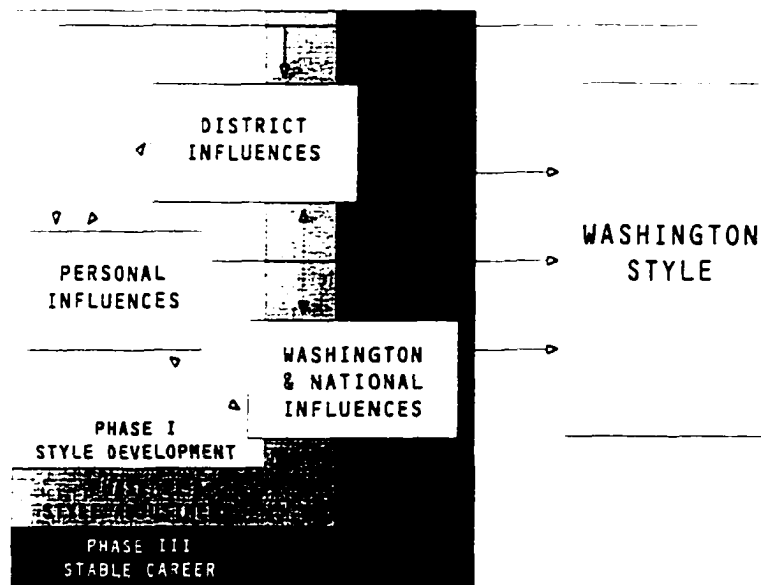 DISTRICT
INFLUENCES
WASHINGTON
STYLE
PERSONAL
INFLUENCES
WASHINGTON
& NATIONAL
INFLUENCES
PHASE I
STYLE DEVELOPMENT
PHASE III
STABLE CAREER